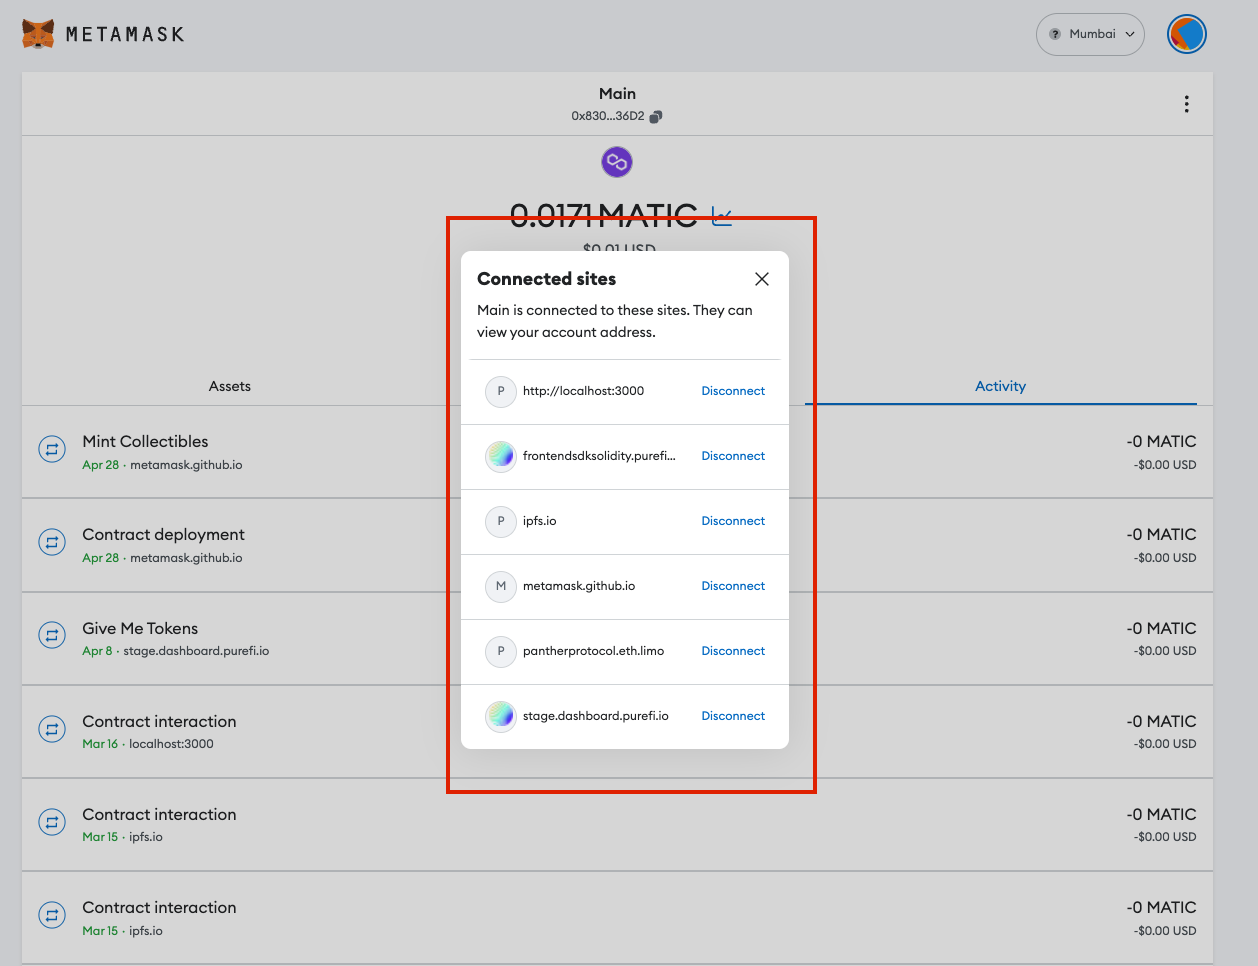 METAMASK
? Mumbai
Main
0x830...36D2
0.0171 MATIC
$0.01 USD
Connected sites
Main is connected to these sites. They can
view your account address.
P http://localhost:3000 Disconnect
frontendsdksolidity.purefi... Disconnect
P ipfs.io Disconnect
M metamask.github.io Disconnect
P pantherprotocol.eth.limo Disconnect
stage.dashboard.purefi.io Disconnect
Assets
Activity
Mint Collectibles
-0 MATIC
Apr 28 · metamask.github.io
-$0.00 USD
Contract deployment
-0 MATIC
Apr 28 · metamask.github.io
-$0.00 USD
Give Me Tokens
-0 MATIC
Apr 8 · stage.dashboard.purefi.io
-$0.00 USD
Contract interaction
-0 MATIC
Mar 16 · localhost:3000
-$0.00 USD
Contract interaction
-0 MATIC
Mar 15 · ipfs.io
-$0.00 USD
Contract interaction
-0 MATIC
Mar 15 · ipfs.io
-$0.00 USD